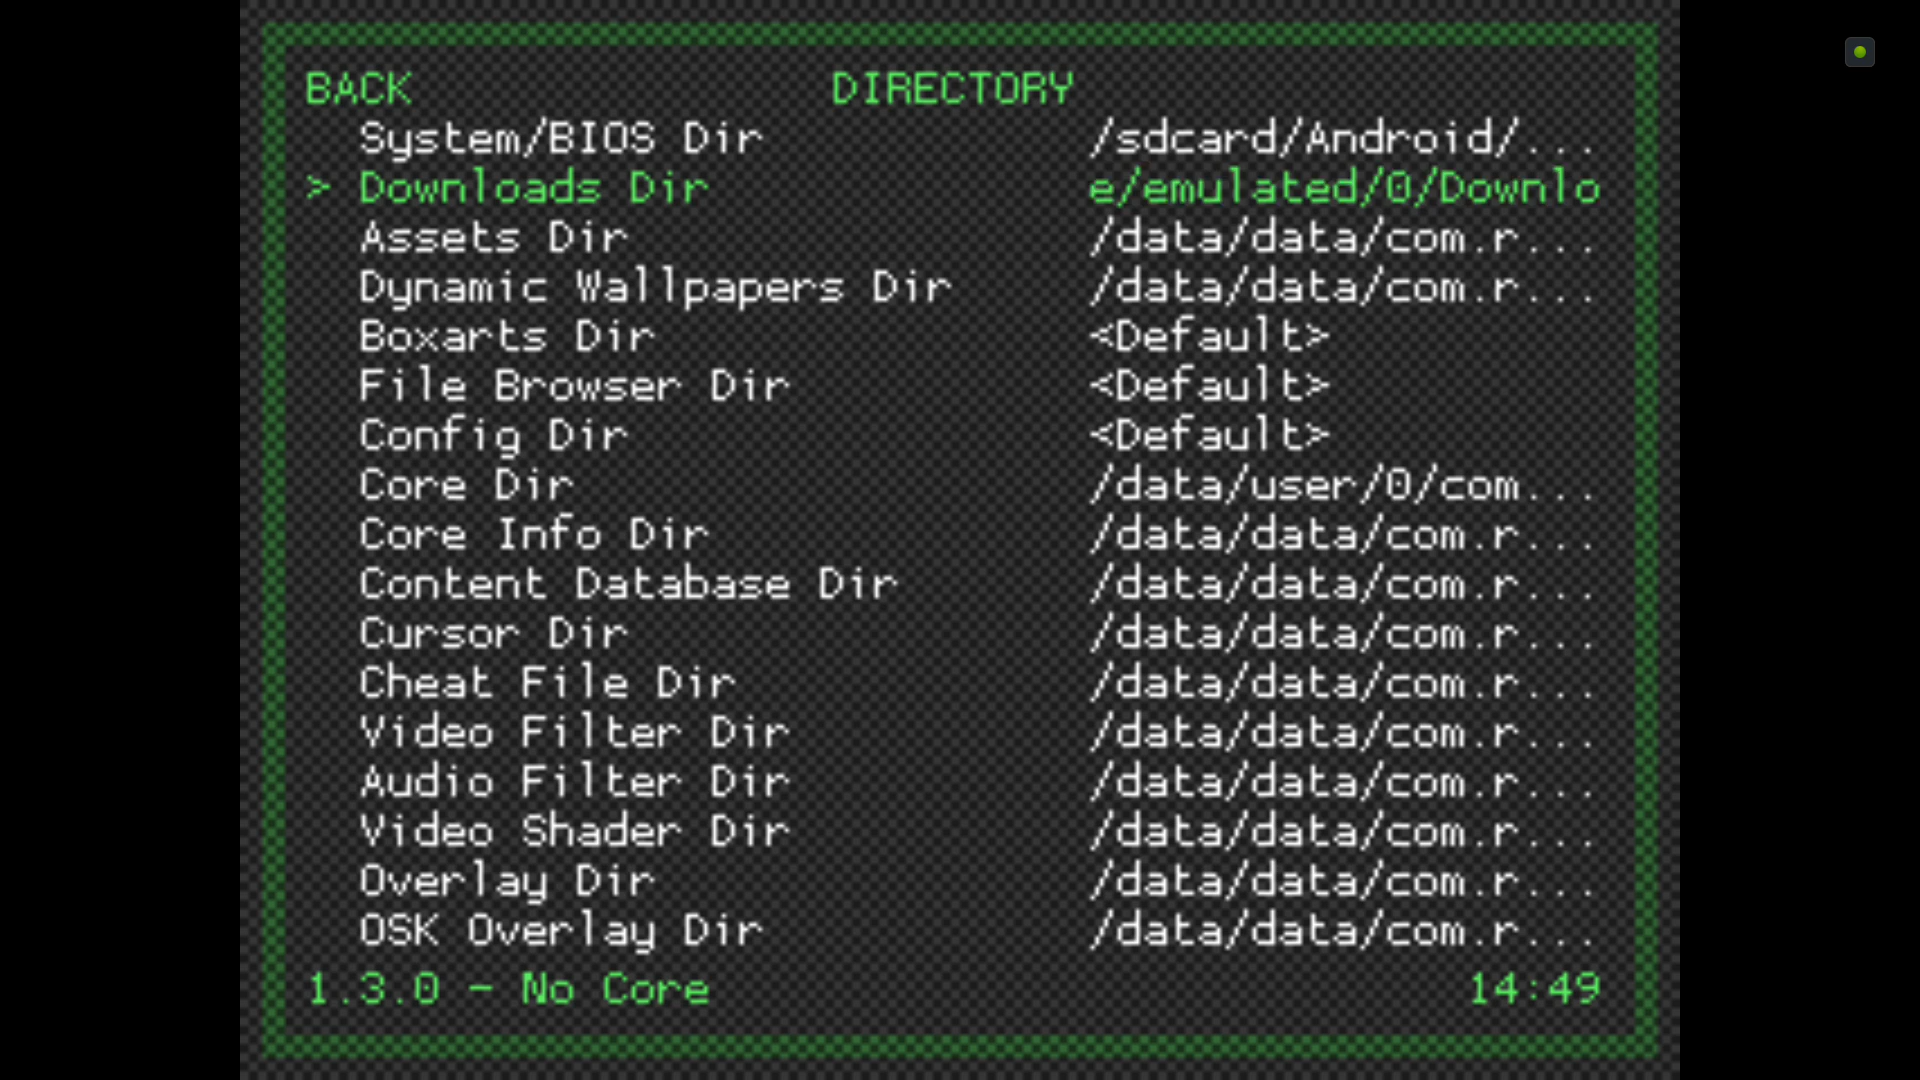 BACK DIRECTORY
System/BIOS Dir /sdcard/Android/...
> Downloads Dir e/emulated/0/Downlo
Assets Dir /data/data/com.r...
Dynamic Wallpapers Dir /data/data/com.r...
Boxarts Dir <Default>
File Browser Dir <Default>
Config Dir <Default>
Core Dir /data/user/0/com...
Core Info Dir /data/data/com.r...
Content Database Dir /data/data/com.r...
Cursor Dir /data/data/com.r...
Cheat File Dir /data/data/com.r...
Video Filter Dir /data/data/com.r...
Audio Filter Dir /data/data/com.r...
Video Shader Dir /data/data/com.r...
Overlay Dir /data/data/com.r...
OSK Overlay Dir /data/data/com.r...
1.3.0 - No Core 14:49